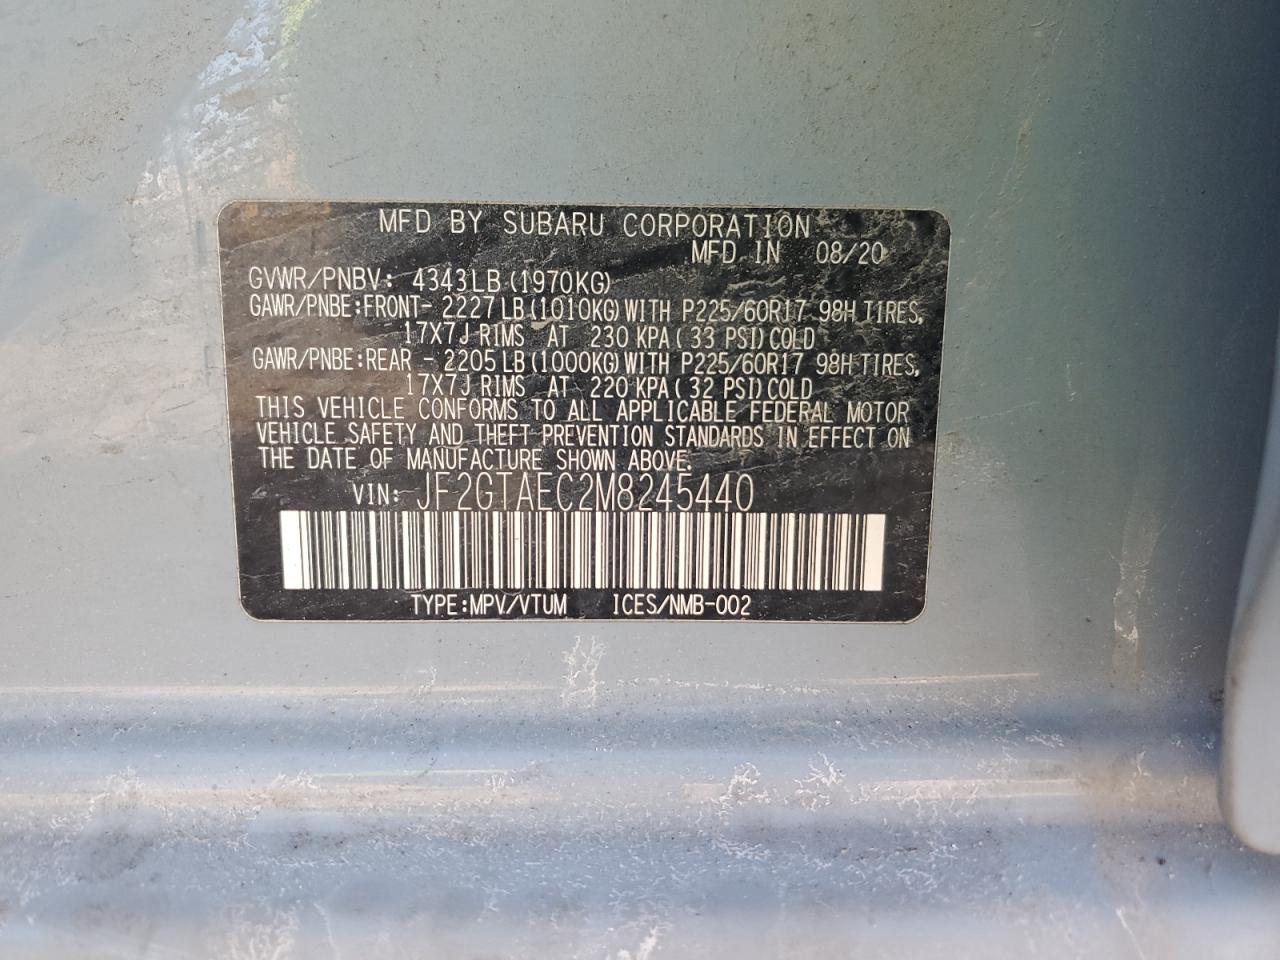 MFD BY SUBARU CORPORATION
MFD IN 08/20
GVWR/PNBV: 4343LB (1970KG)
GAWR/PNBE:FRONT- 2227LB(1010KG)WITH P225/60R17 98H TIRES,
17X7J RIMS AT 230 KPA( 33 PSI)COLD
GAWR/PNBE:REAR - 2205LB(1000KG)WITH P225/60R17 98H TIRES,
17X7J RIMS AT 220 KPA( 32 PSI)COLD
THIS VEHICLE CONFORMS TO ALL APPLICABLE FEDERAL MOTOR
VEHICLE SAFETY AND THEFT PREVENTION STANDARDS IN EFFECT ON
THE DATE OF MANUFACTURE SHOWN ABOVE.
VIN: JF2GTAEC2M8245440
TYPE:MPV/VTUM ICES/NMB-002